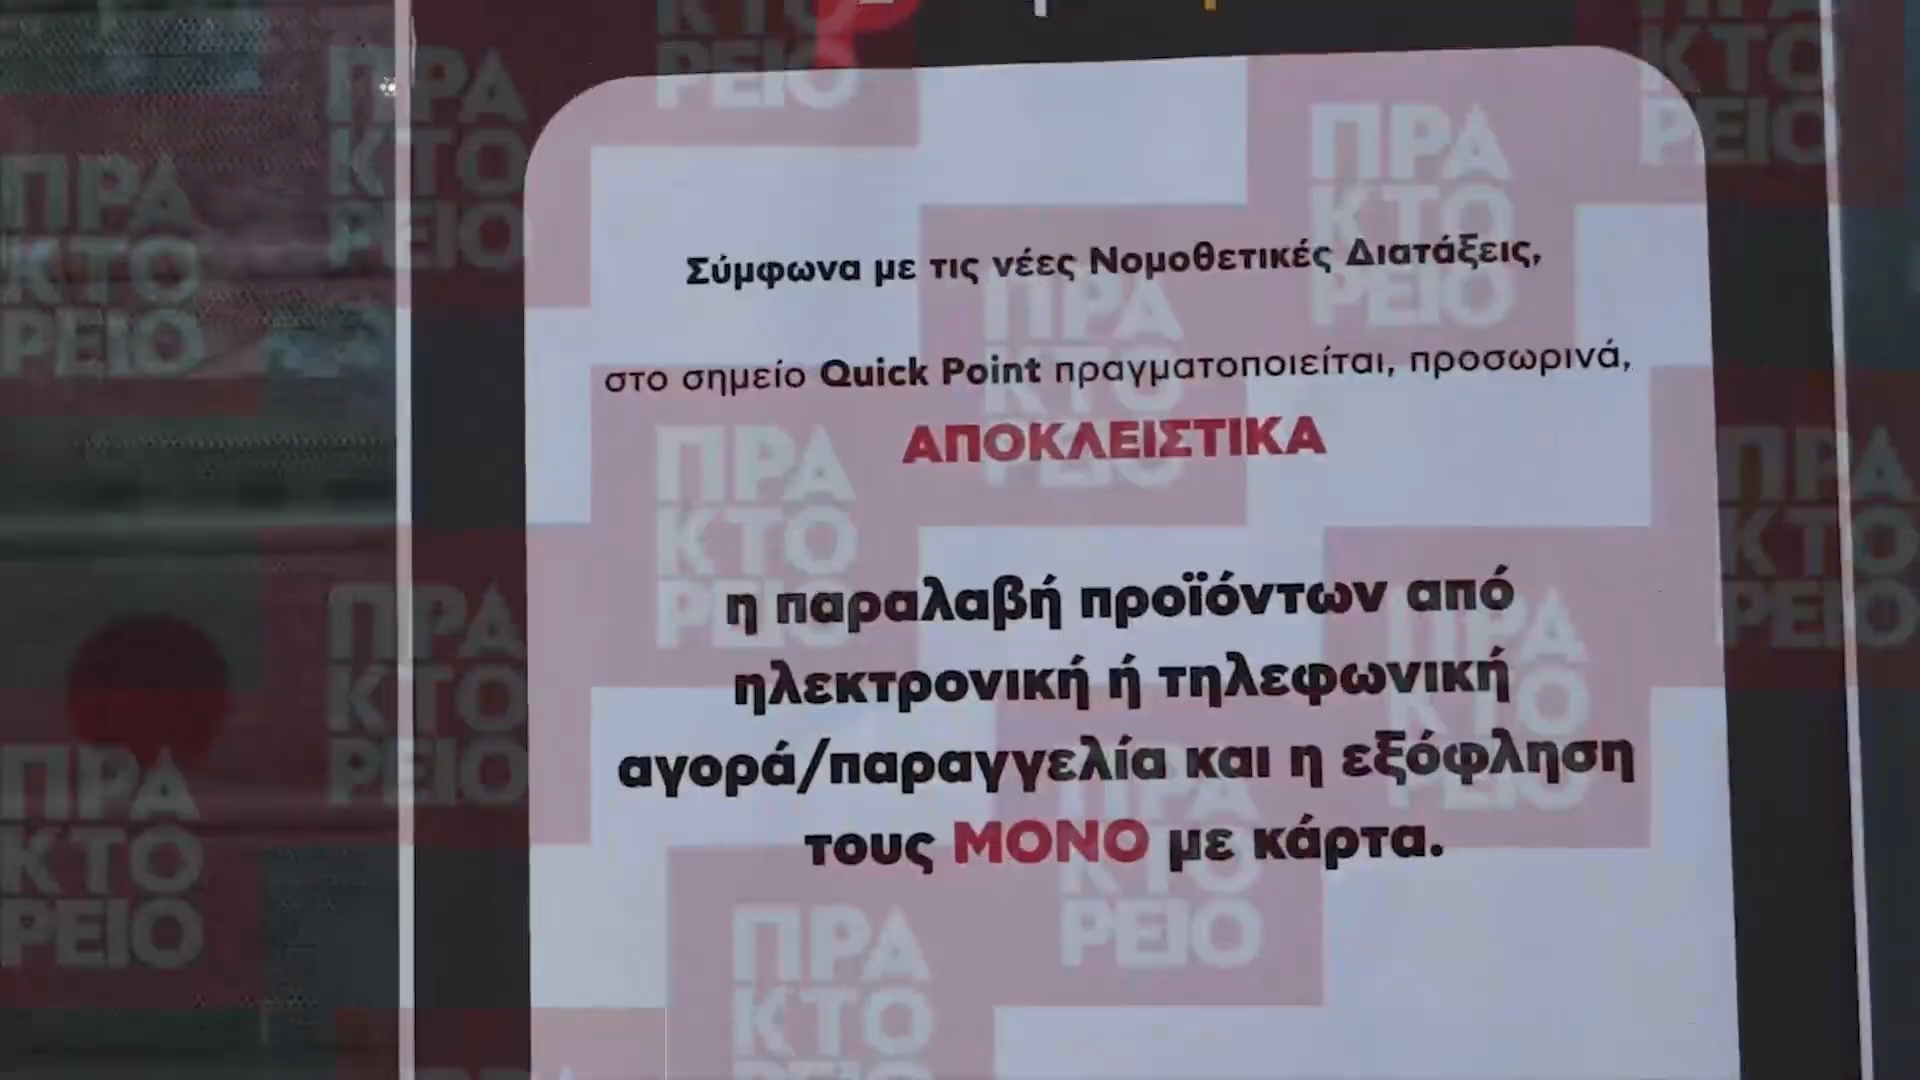 Σύμφωνα με τις νέες Νομοθετικές Διατάξεις,
στο σημείο Quick Point πραγματοποιείται, προσωρινά,
ΑΠΟΚΛΕΙΣΤΙΚΑ
η παραλαβή προϊόντων από
ηλεκτρονική ή τηλεφωνική
αγορά/παραγγελία και η εξόφληση
τους ΜΟΝΟ με κάρτα.
ΠΡΑ
ΚΤΟ
ΡΕΙΟ